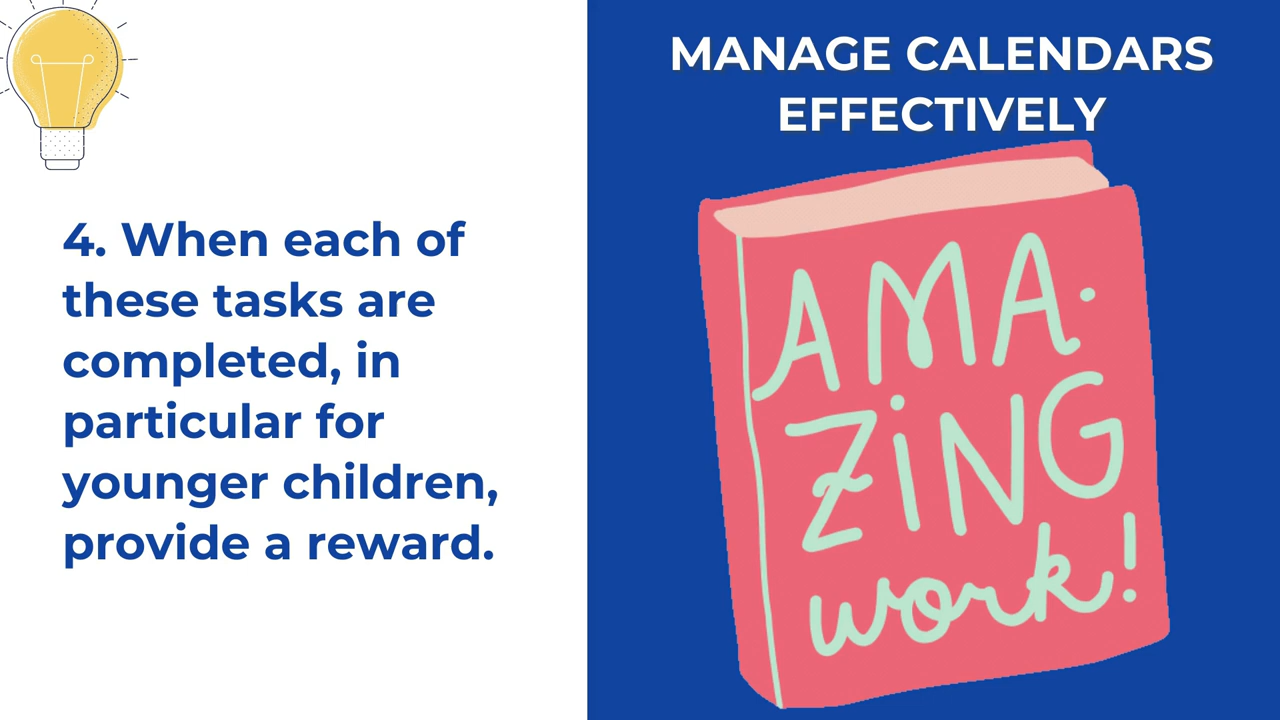 4. When each of
these tasks are
completed, in
particular for
younger children,
provide a reward.
MANAGE CALENDARS
EFFECTIVELY
AMA.
ZiNG
work!